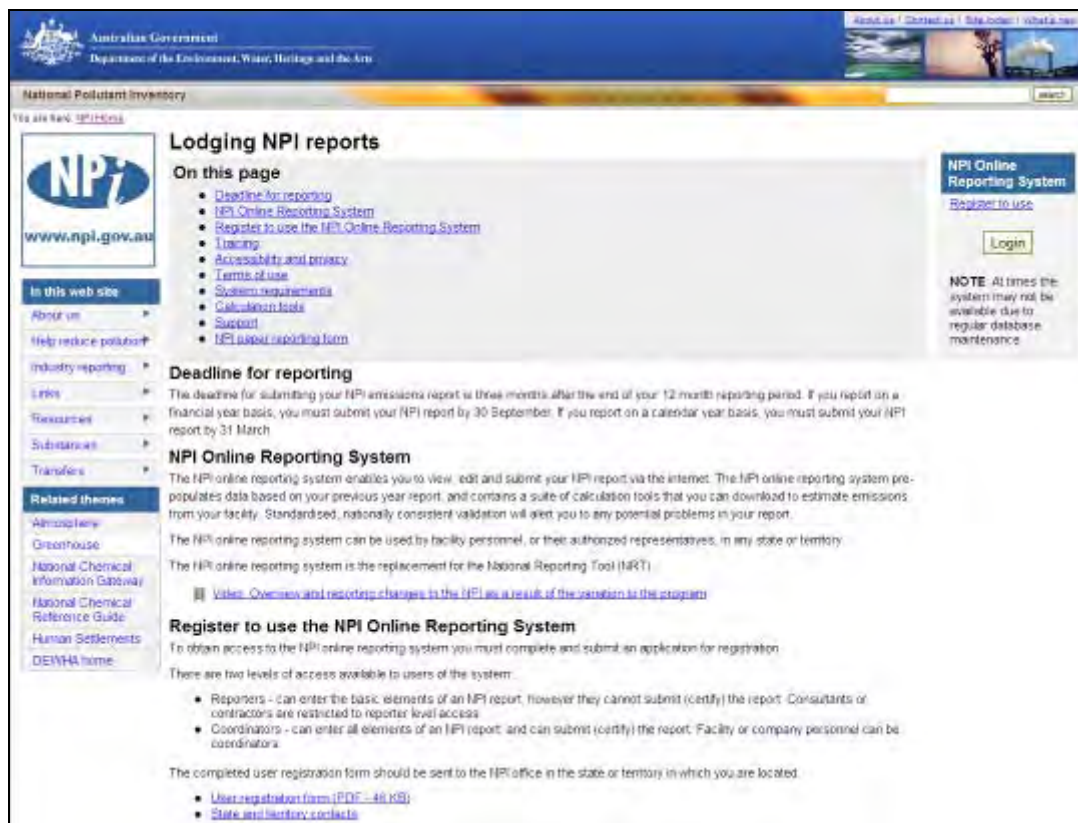 About us | Contact us | Site index | What's new
Australian Government
Department of the Environment, Water, Heritage and the Arts
National Pollutant Inventory
search
You are here: NPI Home
NPi
www.npi.gov.au
In this web site
About us
Help reduce pollution
Industry reporting
Links
Resources
Substances
Transfers
Related themes
Atmosphere
Greenhouse
National Chemical
Information Gateway
National Chemical
Reference Guide
Human Settlements
DEWHA home
Lodging NPI reports
On this page
Deadline for reporting
NPI Online Reporting System
Register to use the NPI Online Reporting System
Training
Accessibility and privacy
Terms of use
System requirements
Calculation tools
Support
NPI paper reporting form
Deadline for reporting
The deadline for submitting your NPI emissions report is three months after the end of your 12 month reporting period. If you report on a
financial year basis, you must submit your NPI report by 30 September. If you report on a calendar year basis, you must submit your NPI
report by 31 March
NPI Online Reporting System
The NPI online reporting system enables you to view, edit and submit your NPI report via the internet. The NPI online reporting system pre-
populates data based on your previous year report, and contains a suite of calculation tools that you can download to estimate emissions
from your facility. Standardised, nationally consistent validation will alert you to any potential problems in your report.
The NPI online reporting system can be used by facility personnel, or their authorized representatives, in any state or territory.
The NPI online reporting system is the replacement for the National Reporting Tool (NRT).
Video: Overview and reporting changes to the NPI as a result of the variation to the program
Register to use the NPI Online Reporting System
To obtain access to the NPI online reporting system you must complete and submit an application for registration.
There are two levels of access available to users of the system:
Reporters - can enter the basic elements of an NPI report, however they cannot submit (certify) the report. Consultants or
contractors are restricted to reporter level access
Coordinators - can enter all elements of an NPI report, and can submit (certify) the report. Facility or company personnel can be
coordinators.
The completed user registration form should be sent to the NPI office in the state or territory in which you are located.
User registration form (PDF - 46 KB)
State and territory contacts
NPI Online
Reporting System
Register to use
Login
NOTE: At times the
system may not be
available due to
regular database
maintenance